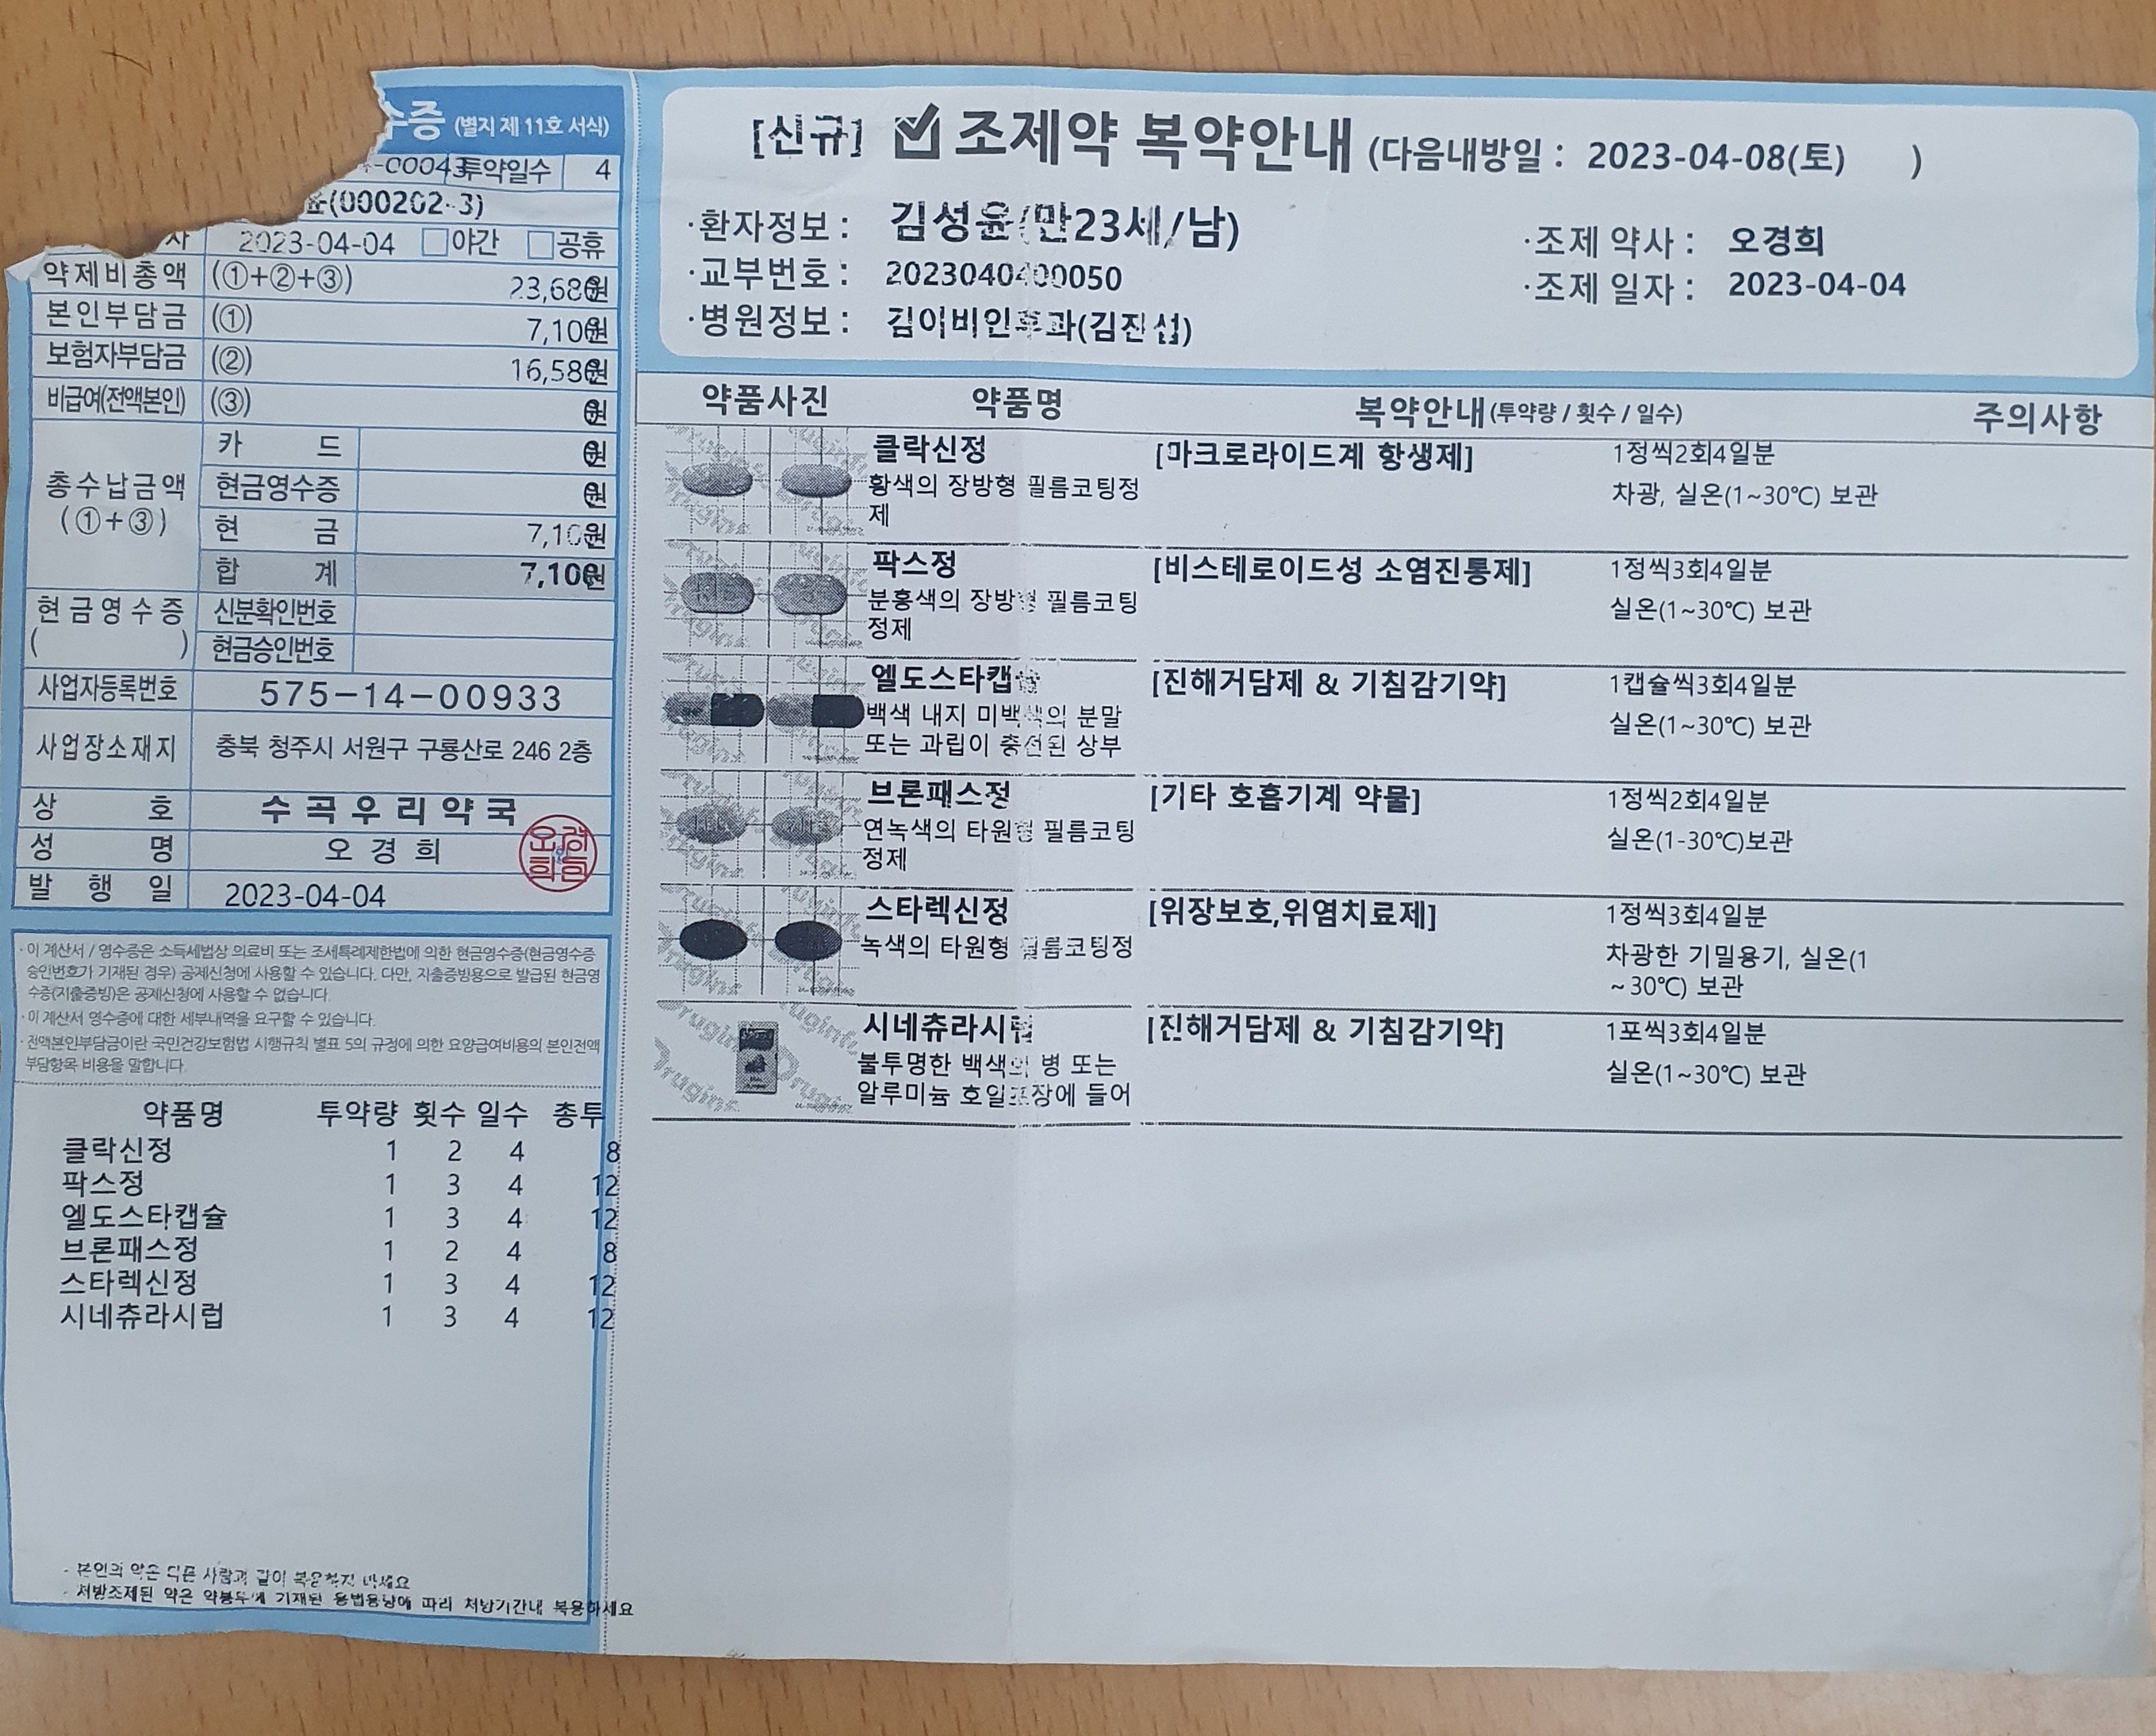 수증 (별지 제 11호 서식)
투약일수 4
(000202-3)
2023-04-04 야간 공휴
약제비총액 (①+②+③) 23,680원
본인부담금 (①) 7,100원
보험자부담금 (②) 16,580원
비급여(전액본인) (③) 0원
총수납금액
(①+③)
카 드 0원
현금영수증 0원
현 금 7,100원
합 계 7,100원
현금영수증
( )
신분확인번호
현금승인번호
사업자등록번호 575-14-00933
사업장소재지 충북 청주시 서원구 구룡산로 246 2층
상 호 수곡우리약국
성 명 오경희
발 행 일 2023-04-04
· 이 계산서 / 영수증은 소득세법상 의료비 또는 조세특례제한법에 의한 현금영수증(현금영수증
승인번호가 기재된 경우) 공제신청에 사용할 수 있습니다. 다만, 지출증빙용으로 발급된 현금영
수증(지출증빙)은 공제신청에 사용할 수 없습니다.
· 이 계산서 영수증에 대한 세부내역을 요구할 수 있습니다.
· 전액본인부담금이란 국민건강보험법 시행규칙 별표 5의 규정에 의한 요양급여비용의 본인전액
부담항목 비용을 말합니다.
약품명 투약량 횟수 일수 총투
클락신정 1 2 4 8
팍스정 1 3 4 12
엘도스타캡슐 1 3 4 12
브론패스정 1 2 4 8
스타렉신정 1 3 4 12
시네츄라시럽 1 3 4 12
- 본인의 약은 다른 사람과 같이 복용하지 마세요
- 처방조제된 약은 약봉투에 기재된 용법용량에 따라 처방기간내 복용하세요
[신규] 조제약 복약안내 (다음내방일 : 2023-04-08(토) )
·환자정보 : 김성윤(만23세/남)
·교부번호 : 2023040400050
·병원정보 : 김이비인후과(김진섭)
·조제 약사 : 오경희
·조제 일자 : 2023-04-04
약품사진 약품명 복약안내(투약량 / 횟수 / 일수) 주의사항
클락신정 [마크로라이드계 항생제] 1정씩2회4일분
황색의 장방형 필름코팅정 차광, 실온(1~30℃) 보관
제
팍스정 [비스테로이드성 소염진통제] 1정씩3회4일분
분홍색의 장방형 필름코팅 실온(1~30℃) 보관
정제
엘도스타캡슐 [진해거담제 & 기침감기약] 1캡슐씩3회4일분
백색 내지 미백색의 분말 실온(1~30℃) 보관
또는 과립이 충전된 상부
브론패스정 [기타 호흡기계 약물] 1정씩2회4일분
연녹색의 타원형 필름코팅 실온(1-30℃)보관
정제
스타렉신정 [위장보호,위염치료제] 1정씩3회4일분
녹색의 타원형 필름코팅정 차광한 기밀용기, 실온(1
~30℃) 보관
시네츄라시럽 [진해거담제 & 기침감기약] 1포씩3회4일분
불투명한 백색의 병 또는 실온(1~30℃) 보관
알루미늄 호일포장에 들어